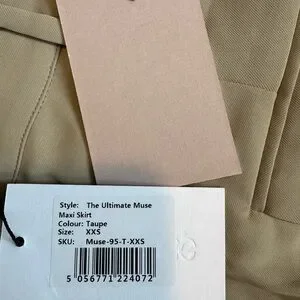 Style: The Ultimate Muse
Maxi Skirt
Colour: Taupe
Size: XXS
SKU: Muse-95-T-XXS
5 056771 224072